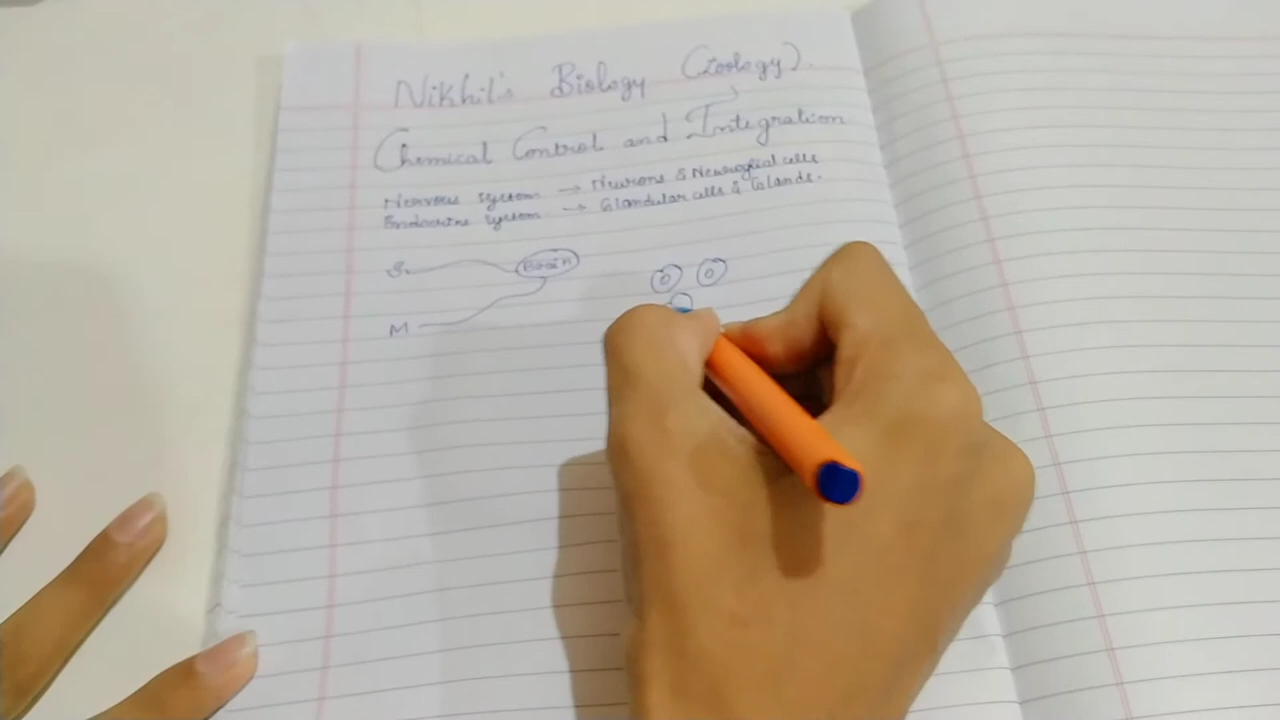 Nikhil's Biology (Zoology).
Chemical Control and Integration
Nervous System → Neurons & Neuroglial cells
Endocrine System → Glandular cells & Glands.
S Brain
M